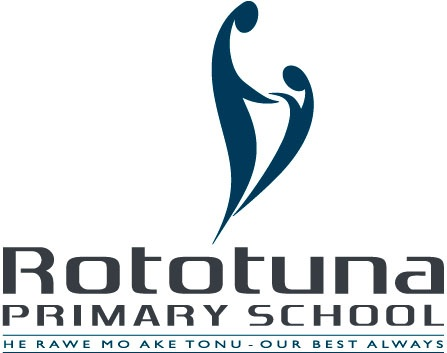 Rototuna
PRIMARY SCHOOL
HE RAWE MO AKE TONU - OUR BEST ALWAYS